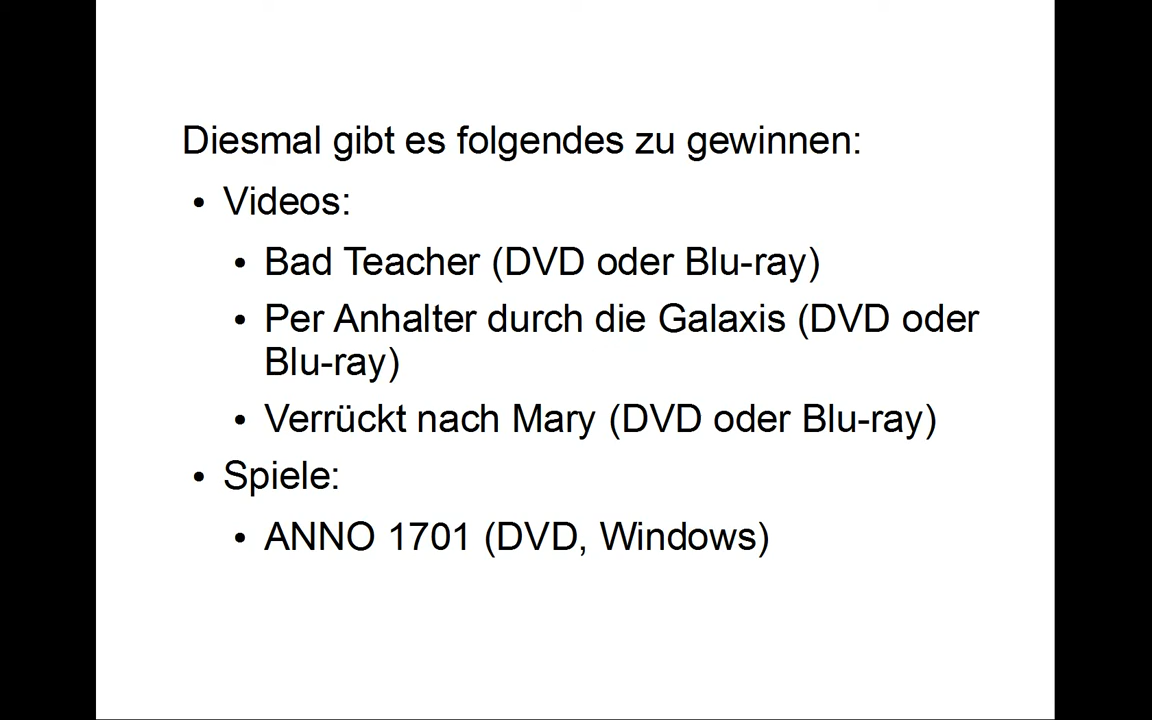 Diesmal gibt es folgendes zu gewinnen:
• Videos:
• Bad Teacher (DVD oder Blu-ray)
• Per Anhalter durch die Galaxis (DVD oder
Blu-ray)
• Verrückt nach Mary (DVD oder Blu-ray)
• Spiele:
• ANNO 1701 (DVD, Windows)